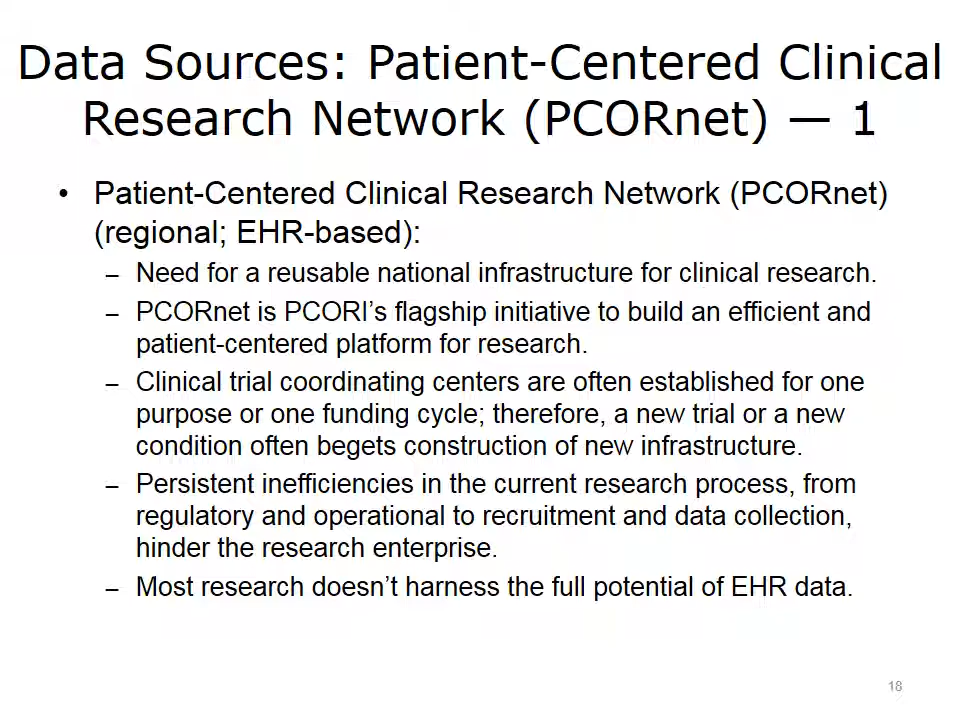 Data Sources: Patient-Centered Clinical
Research Network (PCORnet) — 1
• Patient-Centered Clinical Research Network (PCORnet)
(regional; EHR-based):
– Need for a reusable national infrastructure for clinical research.
– PCORnet is PCORI’s flagship initiative to build an efficient and
patient-centered platform for research.
– Clinical trial coordinating centers are often established for one
purpose or one funding cycle; therefore, a new trial or a new
condition often begets construction of new infrastructure.
– Persistent inefficiencies in the current research process, from
regulatory and operational to recruitment and data collection,
hinder the research enterprise.
– Most research doesn’t harness the full potential of EHR data.
18